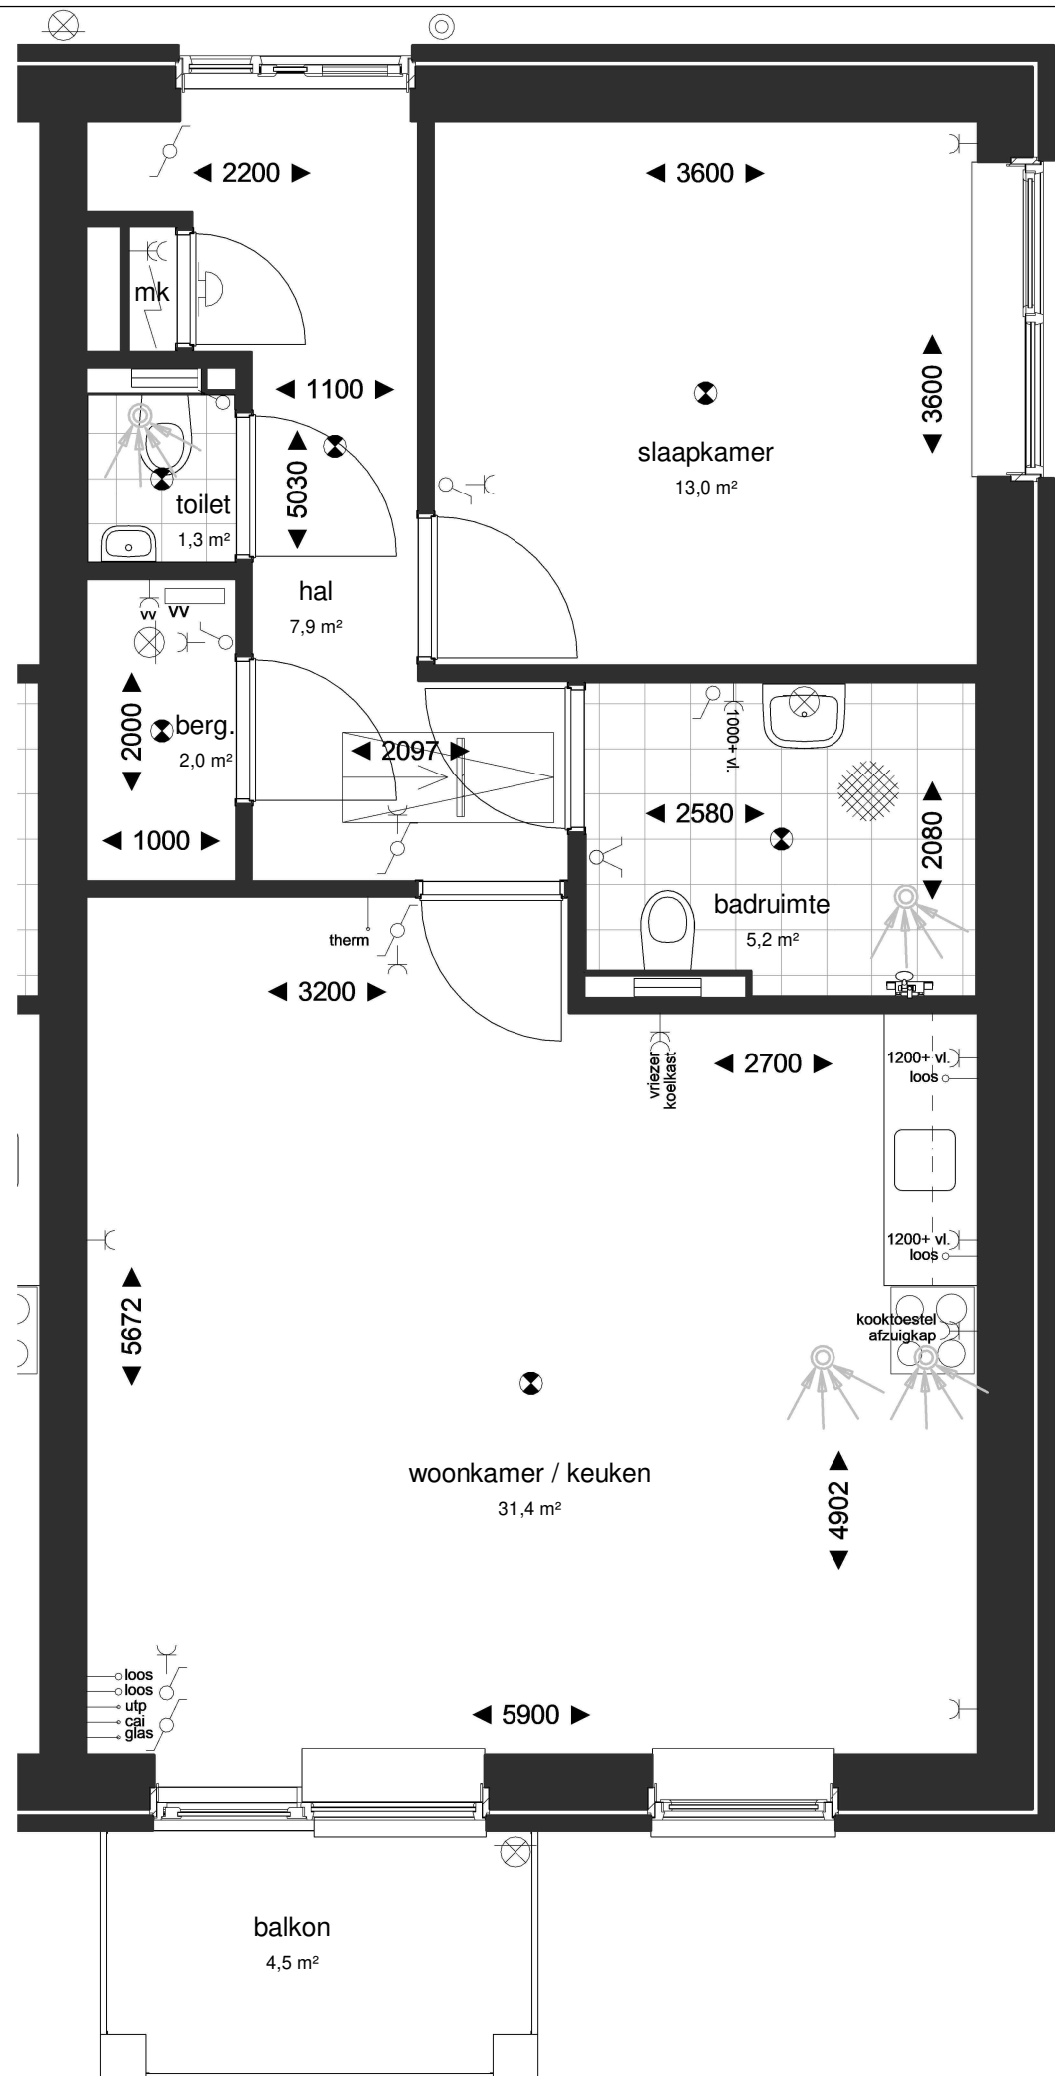 2200
3600
mk
1100
3600
5030
slaapkamer
13,0 m²
toilet
1,3 m²
hal
7,9 m²
vv
vv
2000
berg.
2,0 m²
1000+ vl.
2097
2580
2080
1000
badruimte
5,2 m²
therm
3200
vriezer
koelkast
2700
1200+ vl.
loos
1200+ vl.
loos
5672
kooktoestel
afzuigkap
woonkamer / keuken
31,4 m²
4902
loos
loos
utp
cai
glas
5900
balkon
4,5 m²